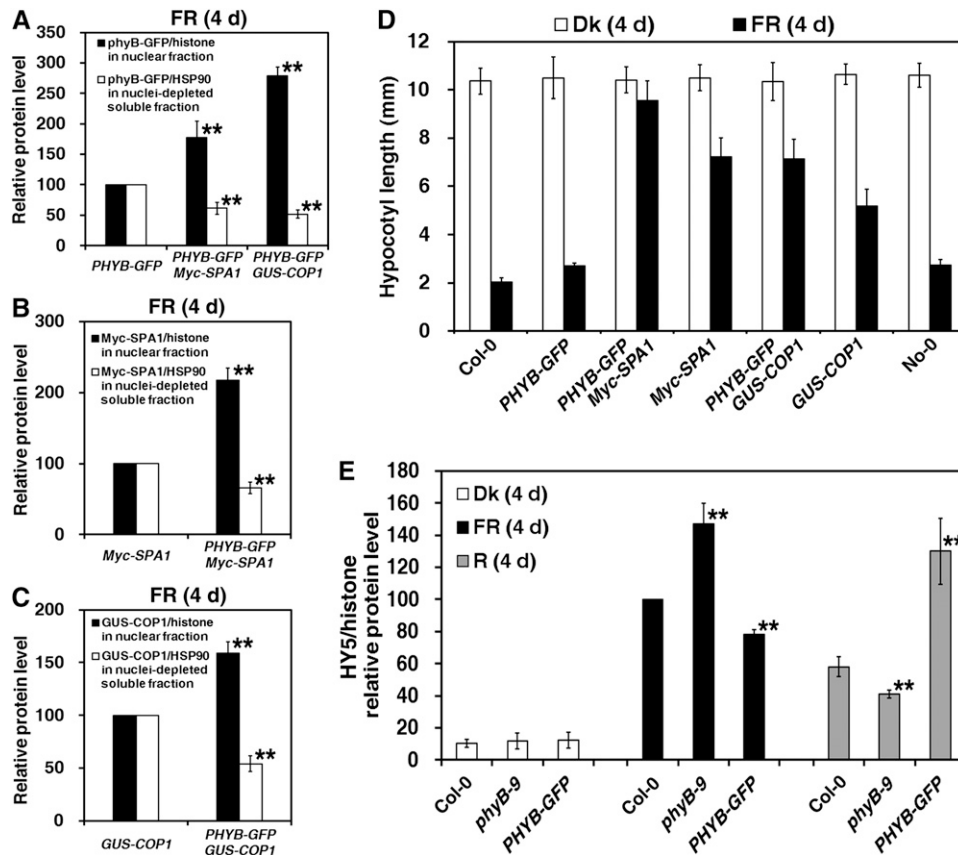 A
FR (4 d)
Relative protein level
350
300
250
200
150
100
50
0
phyB-GFP/histone
in nuclear fraction
phyB-GFP/HSP90
in nuclei-depleted
soluble fraction
**
**
**
**
PHYB-GFP
PHYB-GFP
Myc-SPA1
PHYB-GFP
GUS-COP1
B
FR (4 d)
Relative protein level
300
200
100
0
Myc-SPA1/histone
in nuclear fraction
Myc-SPA1/HSP90
in nuclei-depleted
soluble fraction
**
**
Myc-SPA1
PHYB-GFP
Myc-SPA1
C
FR (4 d)
Relative protein level
200
150
100
50
0
GUS-COP1/histone
in nuclear fraction
GUS-COP1/HSP90
in nuclei-depleted
soluble fraction
**
**
GUS-COP1
PHYB-GFP
GUS-COP1
D
Dk (4 d)
FR (4 d)
Hypocotyl length (mm)
12
10
8
6
4
2
0
Col-0
PHYB-GFP
PHYB-GFP
Myc-SPA1
Myc-SPA1
PHYB-GFP
GUS-COP1
GUS-COP1
No-0
E
HY5/histone
relative protein level
180
160
140
120
100
80
60
40
20
0
Dk (4 d)
FR (4 d)
R (4 d)
**
**
**
**
Col-0
phyB-9
PHYB-GFP
Col-0
phyB-9
PHYB-GFP
Col-0
phyB-9
PHYB-GFP